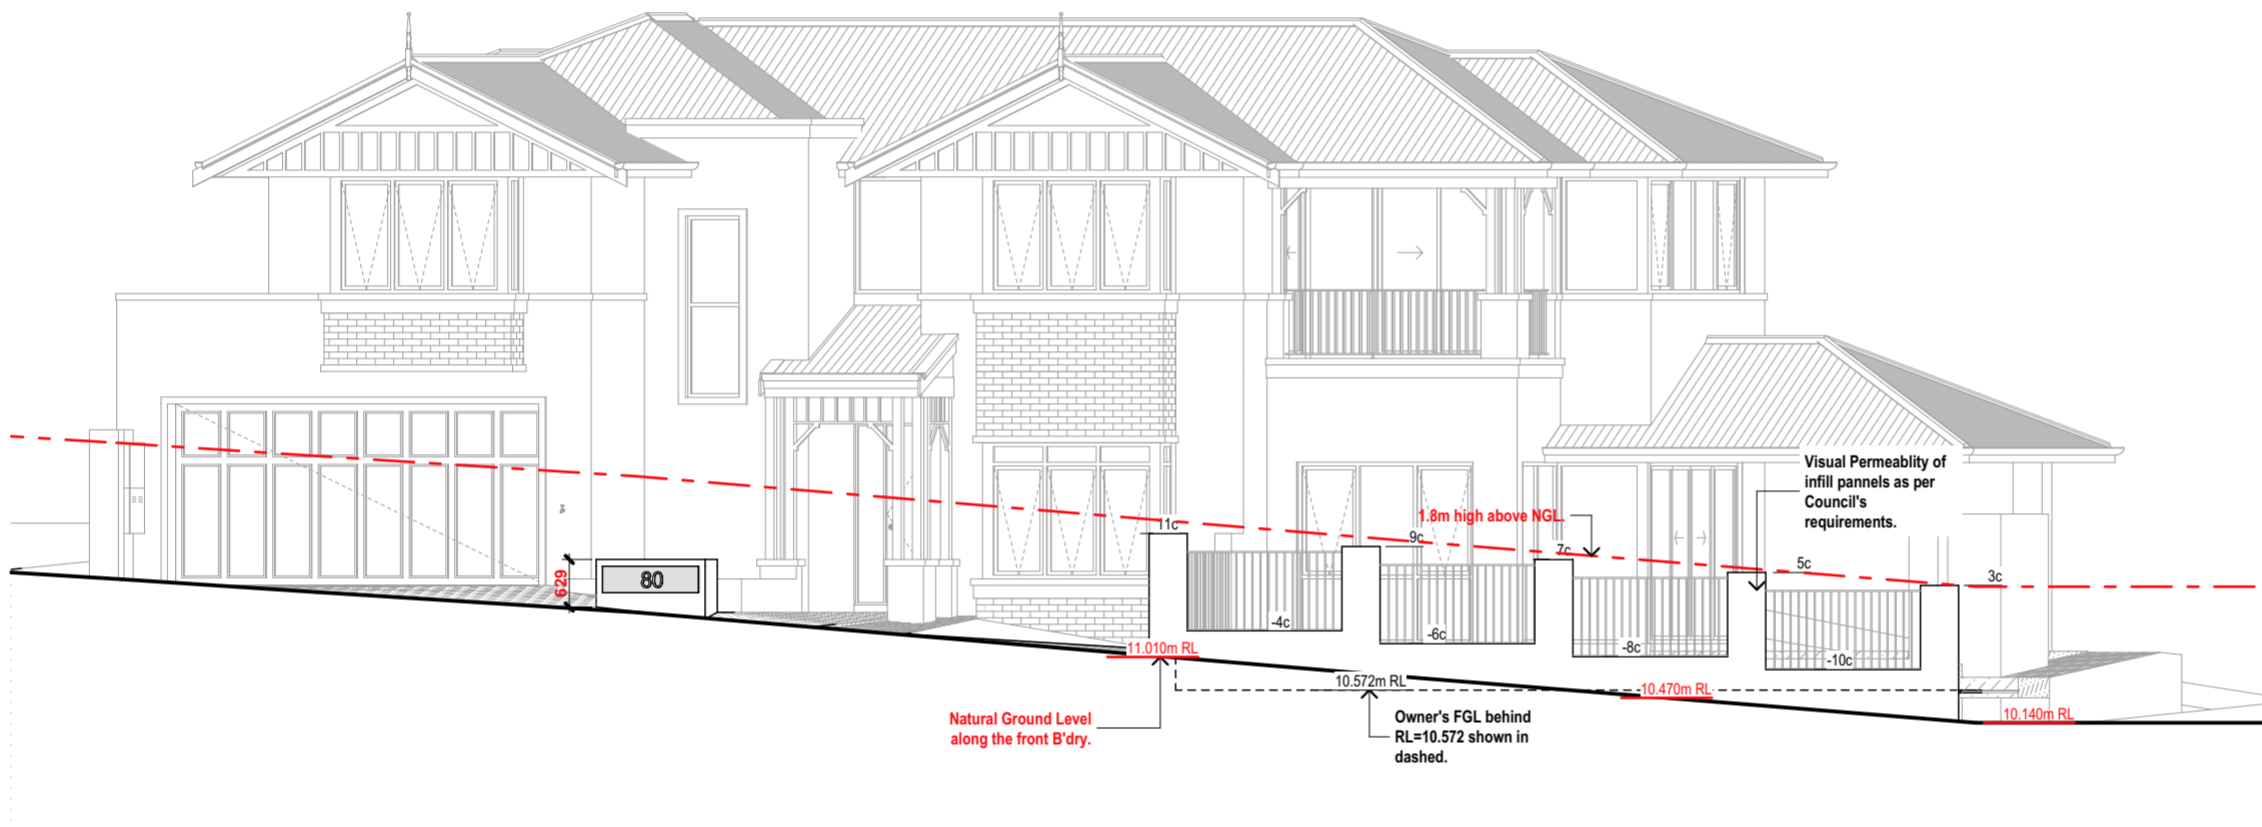 Visual Permeablity of
infill pannels as per
Council's
requirements.
1.8m high above NGL.
11c
9c
7c
5c
3c
629
80
-4c
-6c
-8c
-10c
11.010m RL
10.572m RL
10.470m RL
10.140m RL
Natural Ground Level
along the front B'dry.
Owner's FGL behind
RL=10.572 shown in
dashed.